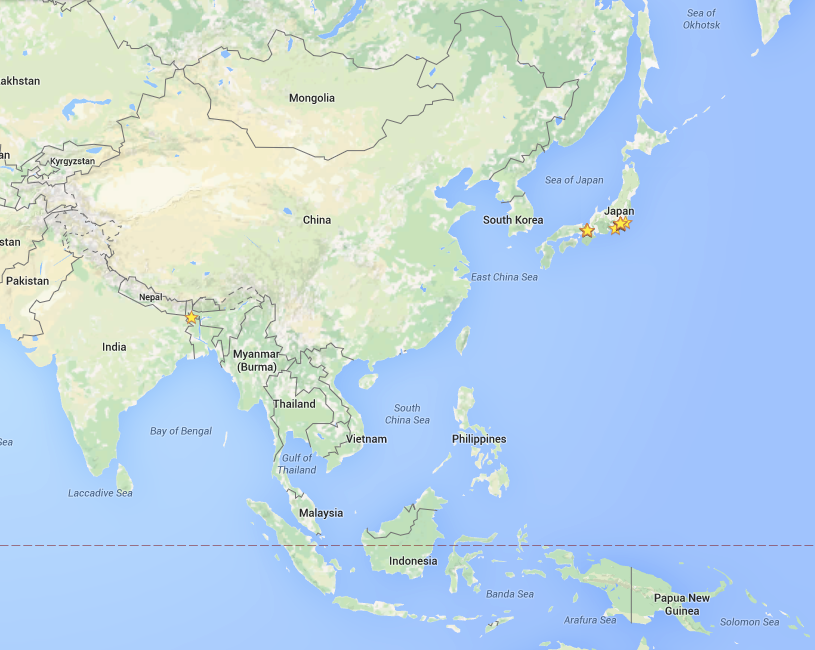 Sea of
Okhotsk
akhstan
Mongolia
an
Kyrgyzstan
Sea of Japan
Japan
China
South Korea
stan
East China Sea
Pakistan
Nepal
India
Myanmar
(Burma)
Thailand
South
China Sea
Bay of Bengal
Vietnam
Philippines
Sea
Gulf of
Thailand
Laccadive Sea
Malaysia
Indonesia
Banda Sea
Papua New
Guinea
Arafura Sea
Solomon Sea